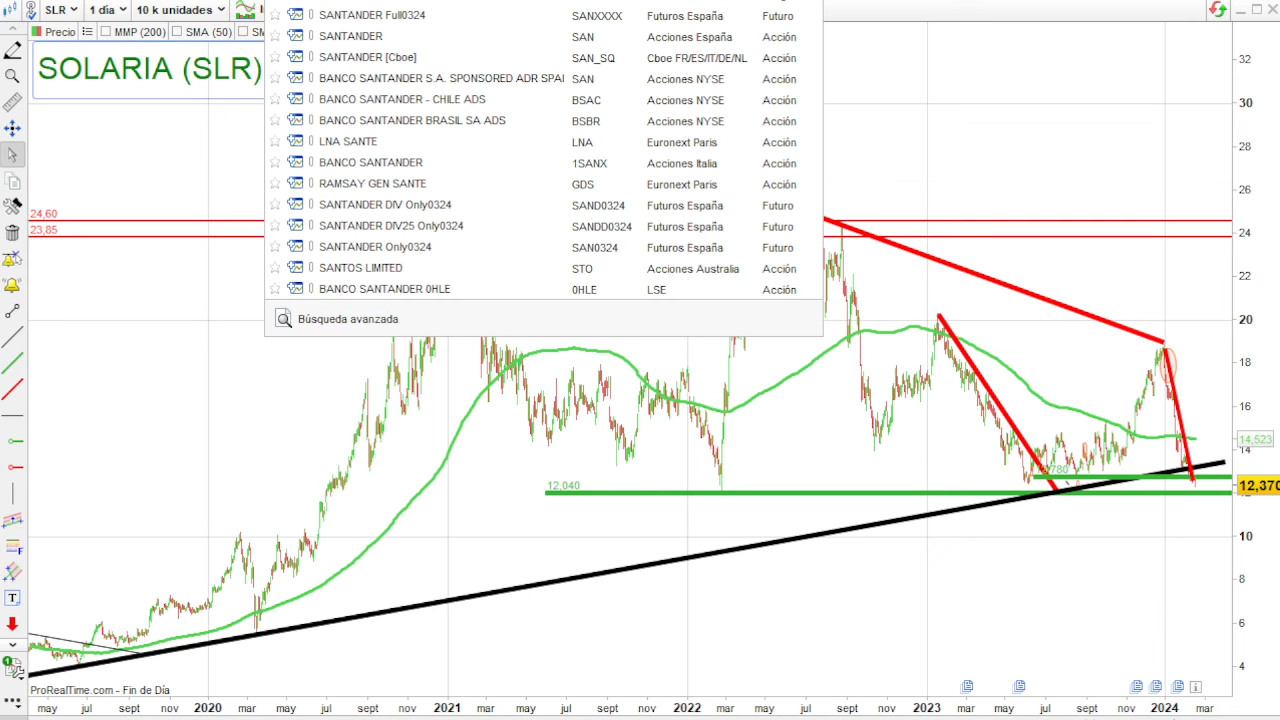 SLR 1 día 10 k unidades
Precio MMP (200) SMA (50)
SOLARIA (SLR)
SANTANDER Full0324 SANXXXX Futuros España Futuro
SANTANDER SAN Acciones España Acción
SANTANDER [Cboe] SAN_SQ Cboe FR/ES/IT/DE/NL Acción
BANCO SANTANDER S.A. SPONSORED ADR SPAI SAN Acciones NYSE Acción
BANCO SANTANDER - CHILE ADS BSAC Acciones NYSE Acción
BANCO SANTANDER BRASIL SA ADS BSBR Acciones NYSE Acción
LNA SANTE LNA Euronext Paris Acción
BANCO SANTANDER 1SANX Acciones Italia Acción
RAMSAY GEN SANTE GDS Euronext Paris Acción
SANTANDER DIV Only0324 SAND0324 Futuros España Futuro
SANTANDER DIV25 Only0324 SANDD0324 Futuros España Futuro
SANTANDER Only0324 SAN0324 Futuros España Futuro
SANTOS LIMITED STO Acciones Australia Acción
BANCO SANTANDER 0HLE 0HLE LSE Acción
Búsqueda avanzada
24,60
23,85
12,040
32
30
28
26
24
22
20
18
16
14,523
14
12,370
10
8
6
4
ProRealTime.com - Fin de Día
may jul sept nov 2020 mar may jul sept nov 2021 mar may jul sept nov 2022 mar may jul sept nov 2023 mar may jul sept nov 2024 mar